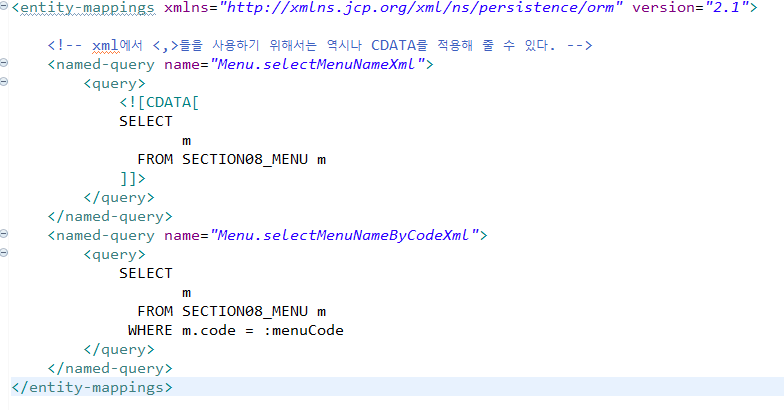 <entity-mappings xmlns="http://xmlns.jcp.org/xml/ns/persistence/orm" version="2.1">
<!-- xml에서 <,>들을 사용하기 위해서는 역시나 CDATA를 적용해 줄 수 있다. -->
<named-query name="Menu.selectMenuNameXml">
<query>
<![CDATA[
SELECT
m
FROM SECTION08_MENU m
]]>
</query>
</named-query>
<named-query name="Menu.selectMenuNameByCodeXml">
<query>
SELECT
m
FROM SECTION08_MENU m
WHERE m.code = :menuCode
</query>
</named-query>
</entity-mappings>